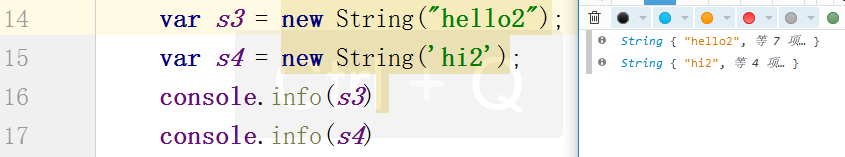 14 var s3 = new String("hello2");
15 var s4 = new String('hi2');
16 console.info(s3)
17 console.info(s4)
Ctrl + Q
String { "hello2", 等 7 项… }
String { "hi2", 等 4 项… }